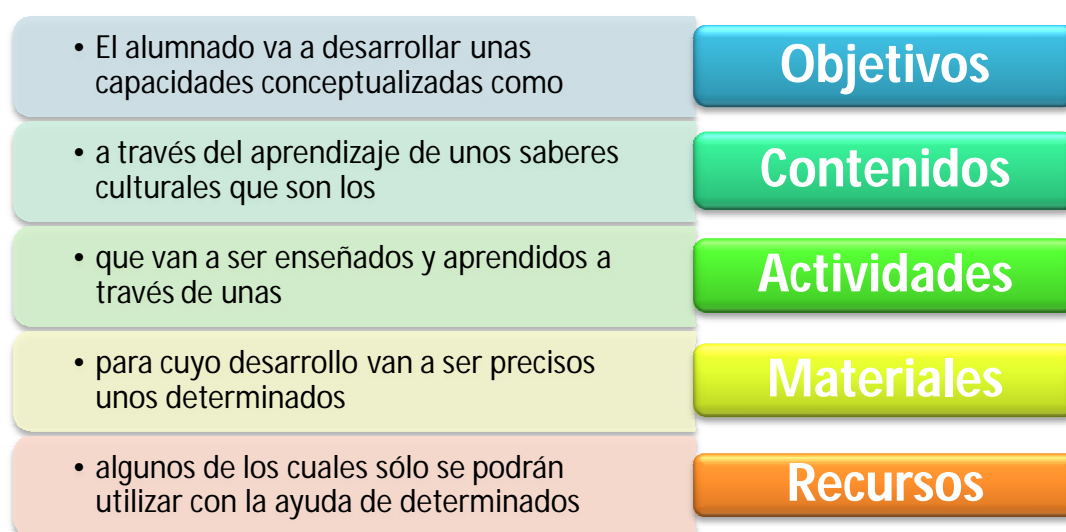 • El alumnado va a desarrollar unas
capacidades conceptualizadas como
Objetivos
• a través del aprendizaje de unos saberes
culturales que son los
Contenidos
• que van a ser enseñados y aprendidos a
través de unas
Actividades
• para cuyo desarrollo van a ser precisos
unos determinados
Materiales
• algunos de los cuales sólo se podrán
utilizar con la ayuda de determinados
Recursos